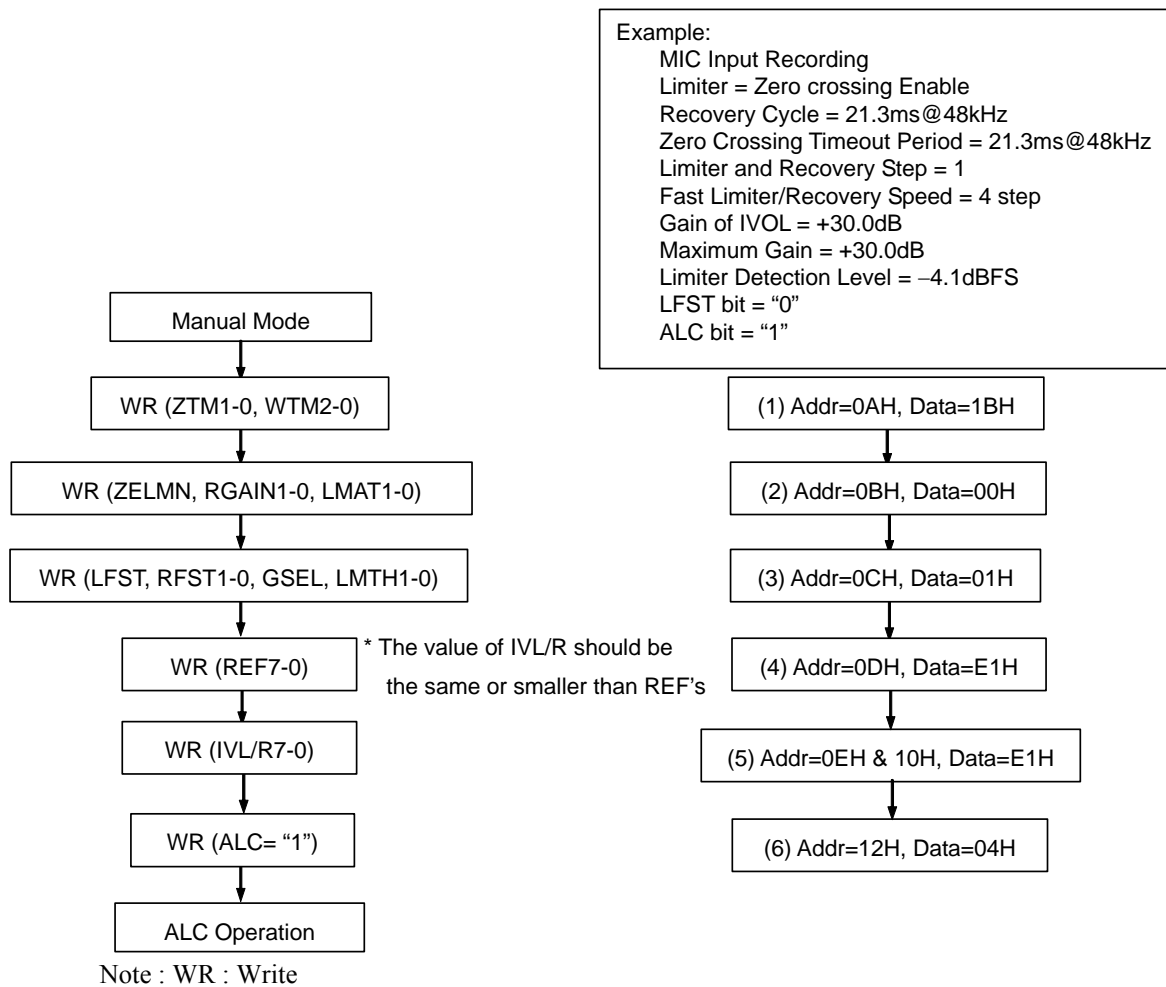 Example:
MIC Input Recording
Limiter = Zero crossing Enable
Recovery Cycle = 21.3ms@48kHz
Zero Crossing Timeout Period = 21.3ms@48kHz
Limiter and Recovery Step = 1
Fast Limiter/Recovery Speed = 4 step
Gain of IVOL = +30.0dB
Maximum Gain = +30.0dB
Limiter Detection Level = −4.1dBFS
LFST bit = “0”
ALC bit = “1”
Manual Mode
WR (ZTM1-0, WTM2-0)
WR (ZELMN, RGAIN1-0, LMAT1-0)
WR (LFST, RFST1-0, GSEL, LMTH1-0)
WR (REF7-0)
* The value of IVL/R should be
the same or smaller than REF’s
WR (IVL/R7-0)
WR (ALC= “1”)
ALC Operation
Note : WR : Write
(1) Addr=0AH, Data=1BH
(2) Addr=0BH, Data=00H
(3) Addr=0CH, Data=01H
(4) Addr=0DH, Data=E1H
(5) Addr=0EH & 10H, Data=E1H
(6) Addr=12H, Data=04H